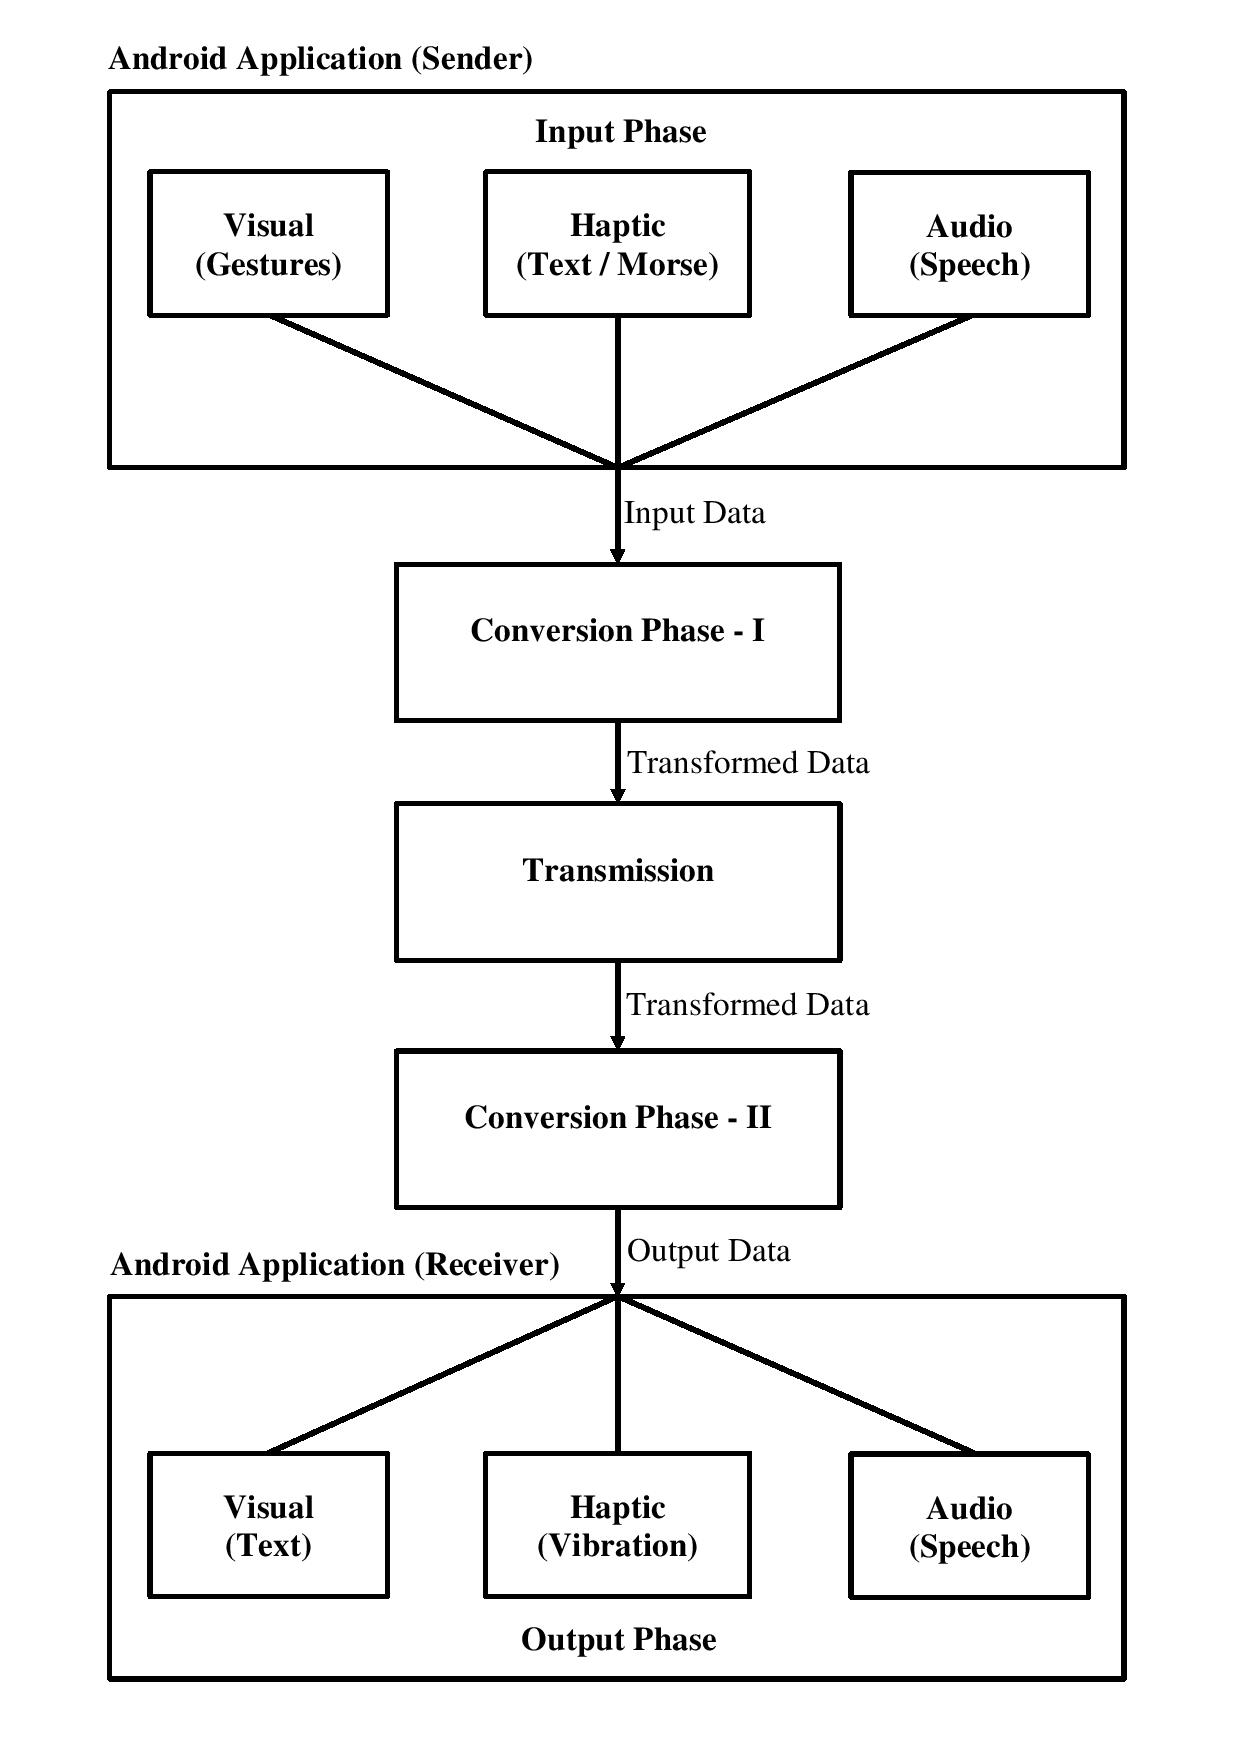 Android Application (Sender)
Input Phase
Visual
(Gestures)
Haptic
(Text / Morse)
Audio
(Speech)
Input Data
Conversion Phase - I
Transformed Data
Transmission
Transformed Data
Conversion Phase - II
Output Data
Android Application (Receiver)
Visual
(Text)
Haptic
(Vibration)
Audio
(Speech)
Output Phase